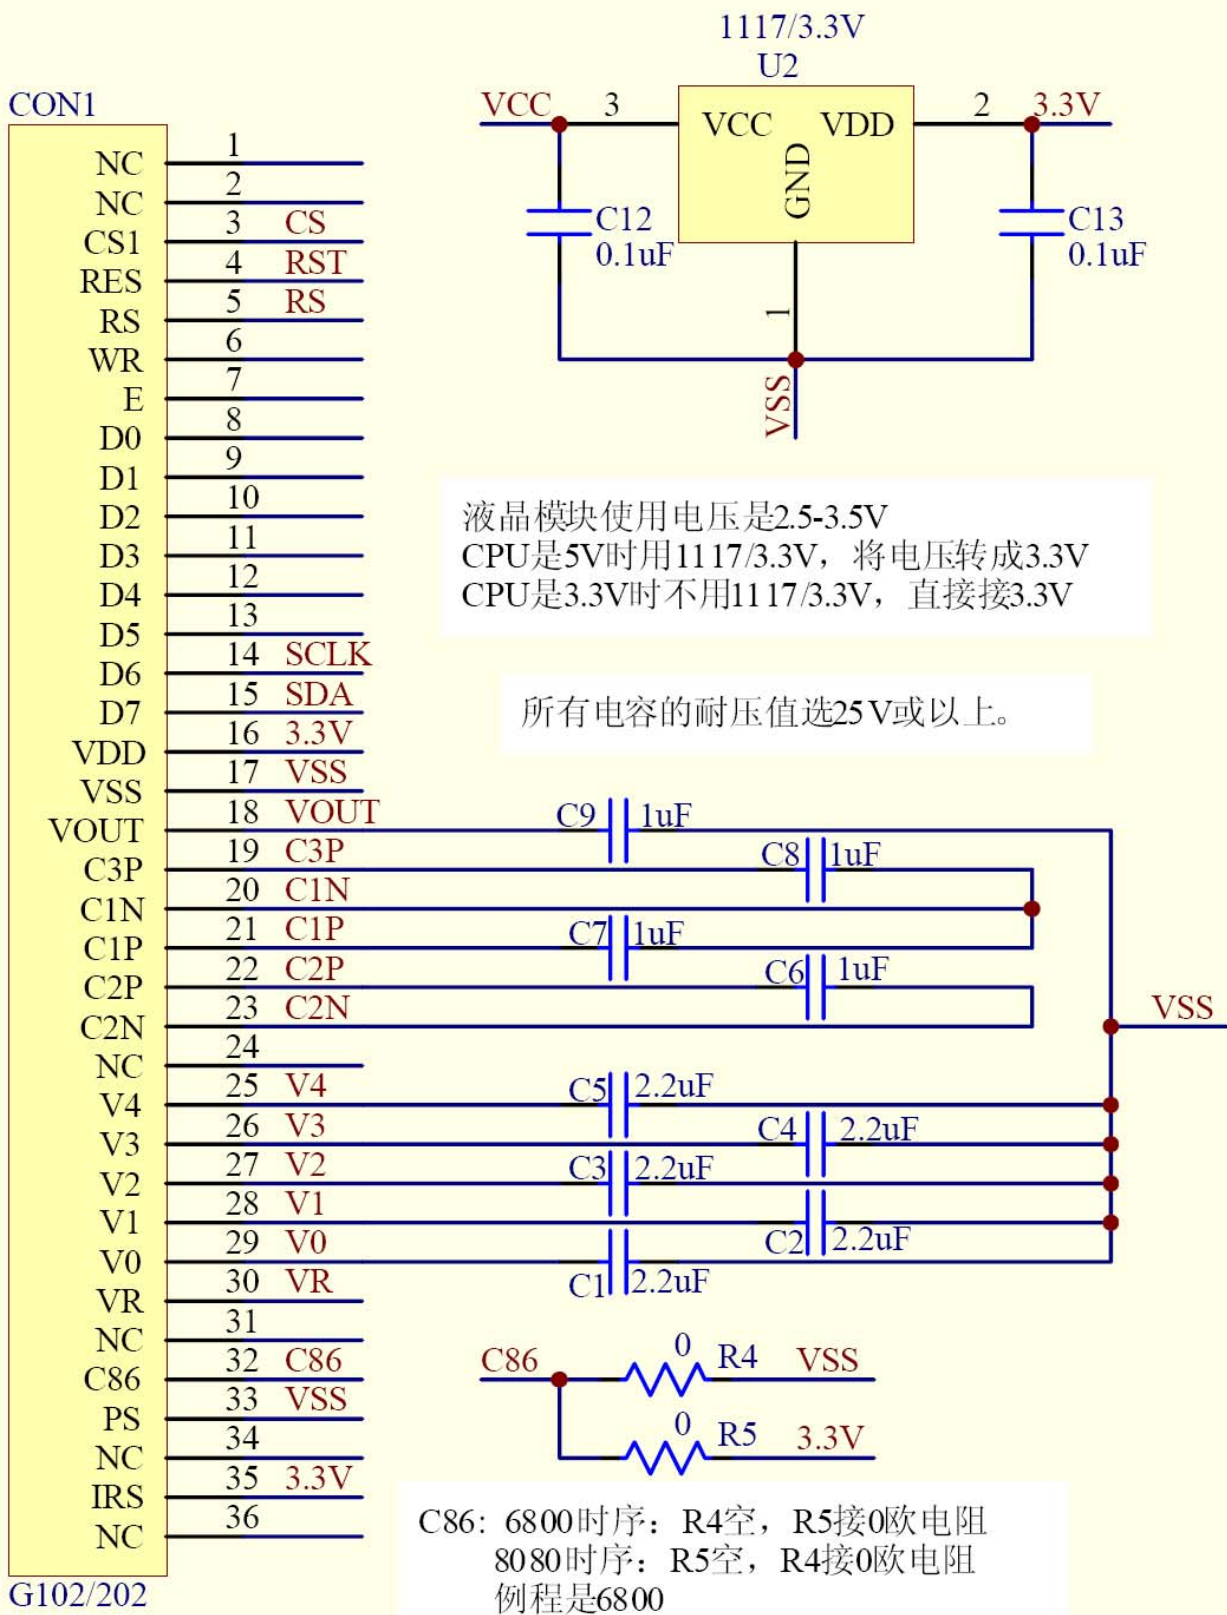 1117/3.3V
U2
CON1
VCC 3 VCC VDD 2 3.3V
GND
C12
0.1uF
C13
0.1uF
1
VSS
NC 1
NC 2
CS1 3 CS
RES 4 RST
RS 5 RS
WR 6
E 7
D0 8
D1 9
D2 10
D3 11
D4 12
D5 13
D6 14 SCLK
D7 15 SDA
VDD 16 3.3V
VSS 17 VSS
液晶模块使用电压是2.5-3.5V
CPU是5V时用1117/3.3V，将电压转成3.3V
CPU是3.3V时不用1117/3.3V，直接接3.3V
所有电容的耐压值选25V或以上。
VOUT 18 VOUT C9 1uF
C3P 19 C3P C8 1uF
C1N 20 C1N
C1P 21 C1P C7 1uF
C2P 22 C2P C6 1uF
C2N 23 C2N VSS
NC 24
V4 25 V4 C5 2.2uF
V3 26 V3 C4 2.2uF
V2 27 V2 C3 2.2uF
V1 28 V1 C2 2.2uF
V0 29 V0 C1 2.2uF
VR 30 VR
NC 31
C86 32 C86
PS 33 VSS
NC 34
IRS 35 3.3V
NC 36
G102/202
C86 0 R4 VSS
0 R5 3.3V
C86: 6800时序：R4空，R5接0欧电阻
8080时序：R5空，R4接0欧电阻
例程是6800